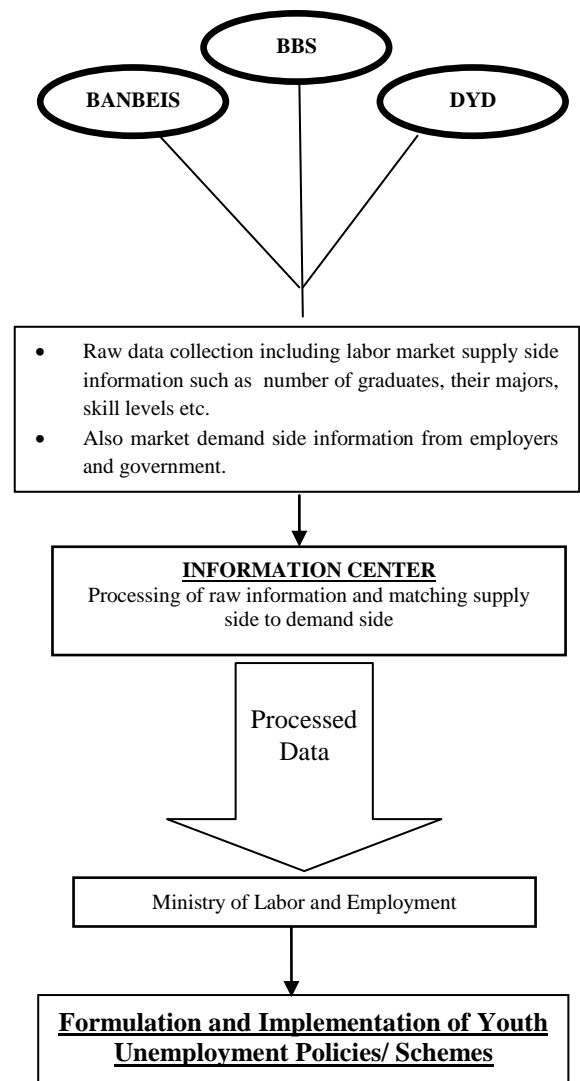 BBS
BANBEIS
DYD
• Raw data collection including labor market supply side
information such as number of graduates, their majors,
skill levels etc.
• Also market demand side information from employers
and government.
INFORMATION CENTER
Processing of raw information and matching supply
side to demand side
Processed
Data
Ministry of Labor and Employment
Formulation and Implementation of Youth
Unemployment Policies/ Schemes